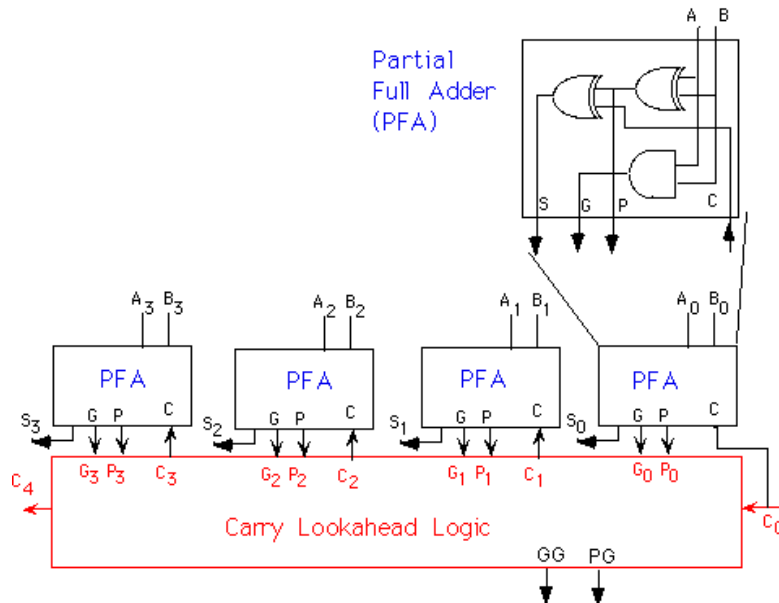 A B
Partial
Full Adder
(PFA)
S G P C
A3 B3 A2 B2 A1 B1 A0 B0
PFA PFA PFA PFA
G P C G P C G P C G P C
S3 S2 S1 S0
G3 P3 C3 G2 P2 C2 G1 P1 C1 G0 P0
C4 C0
Carry Lookahead Logic
GG PG